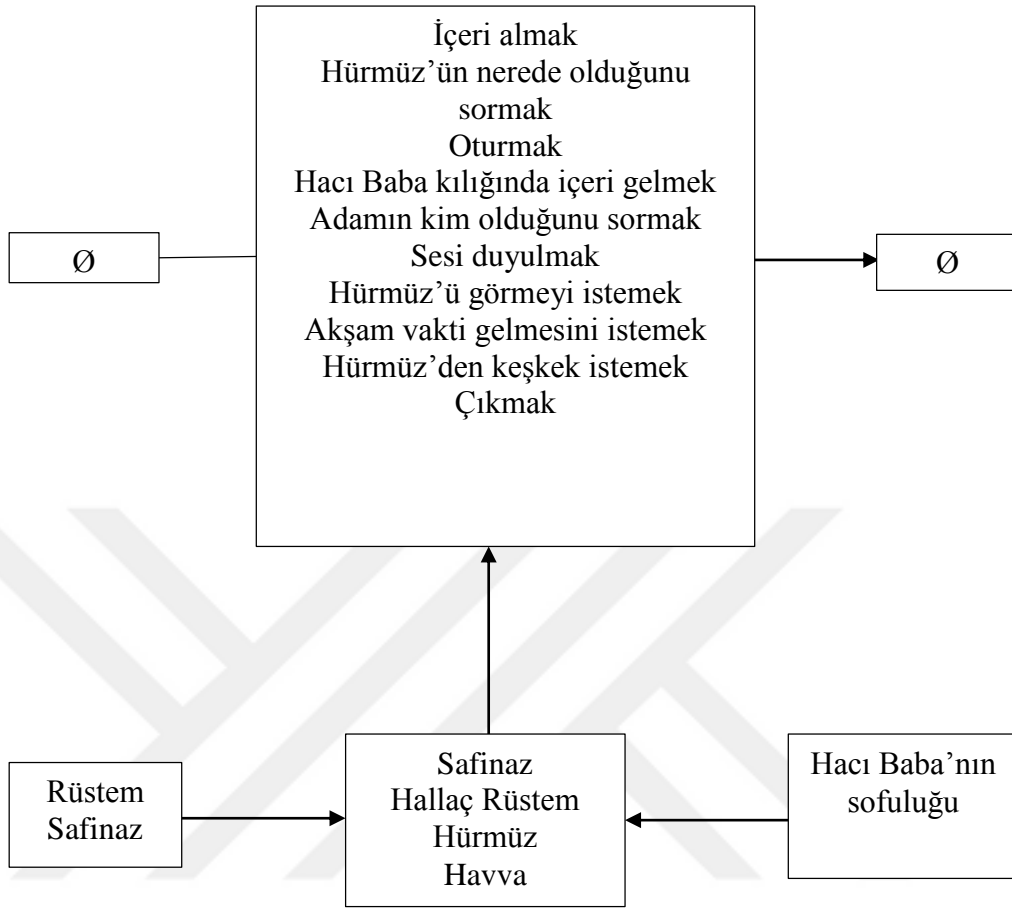 İçeri almak
Hürmüz’ün nerede olduğunu
sormak
Oturmak
Hacı Baba kılığında içeri gelmek
Adamın kim olduğunu sormak
Sesi duyulmak
Hürmüz’ü görmeyi istemek
Akşam vakti gelmesini istemek
Hürmüz’den keşkek istemek
Çıkmak
Ø
Ø
Rüstem
Safinaz
Safinaz
Hallaç Rüstem
Hürmüz
Havva
Hacı Baba’nın
sofuluğu